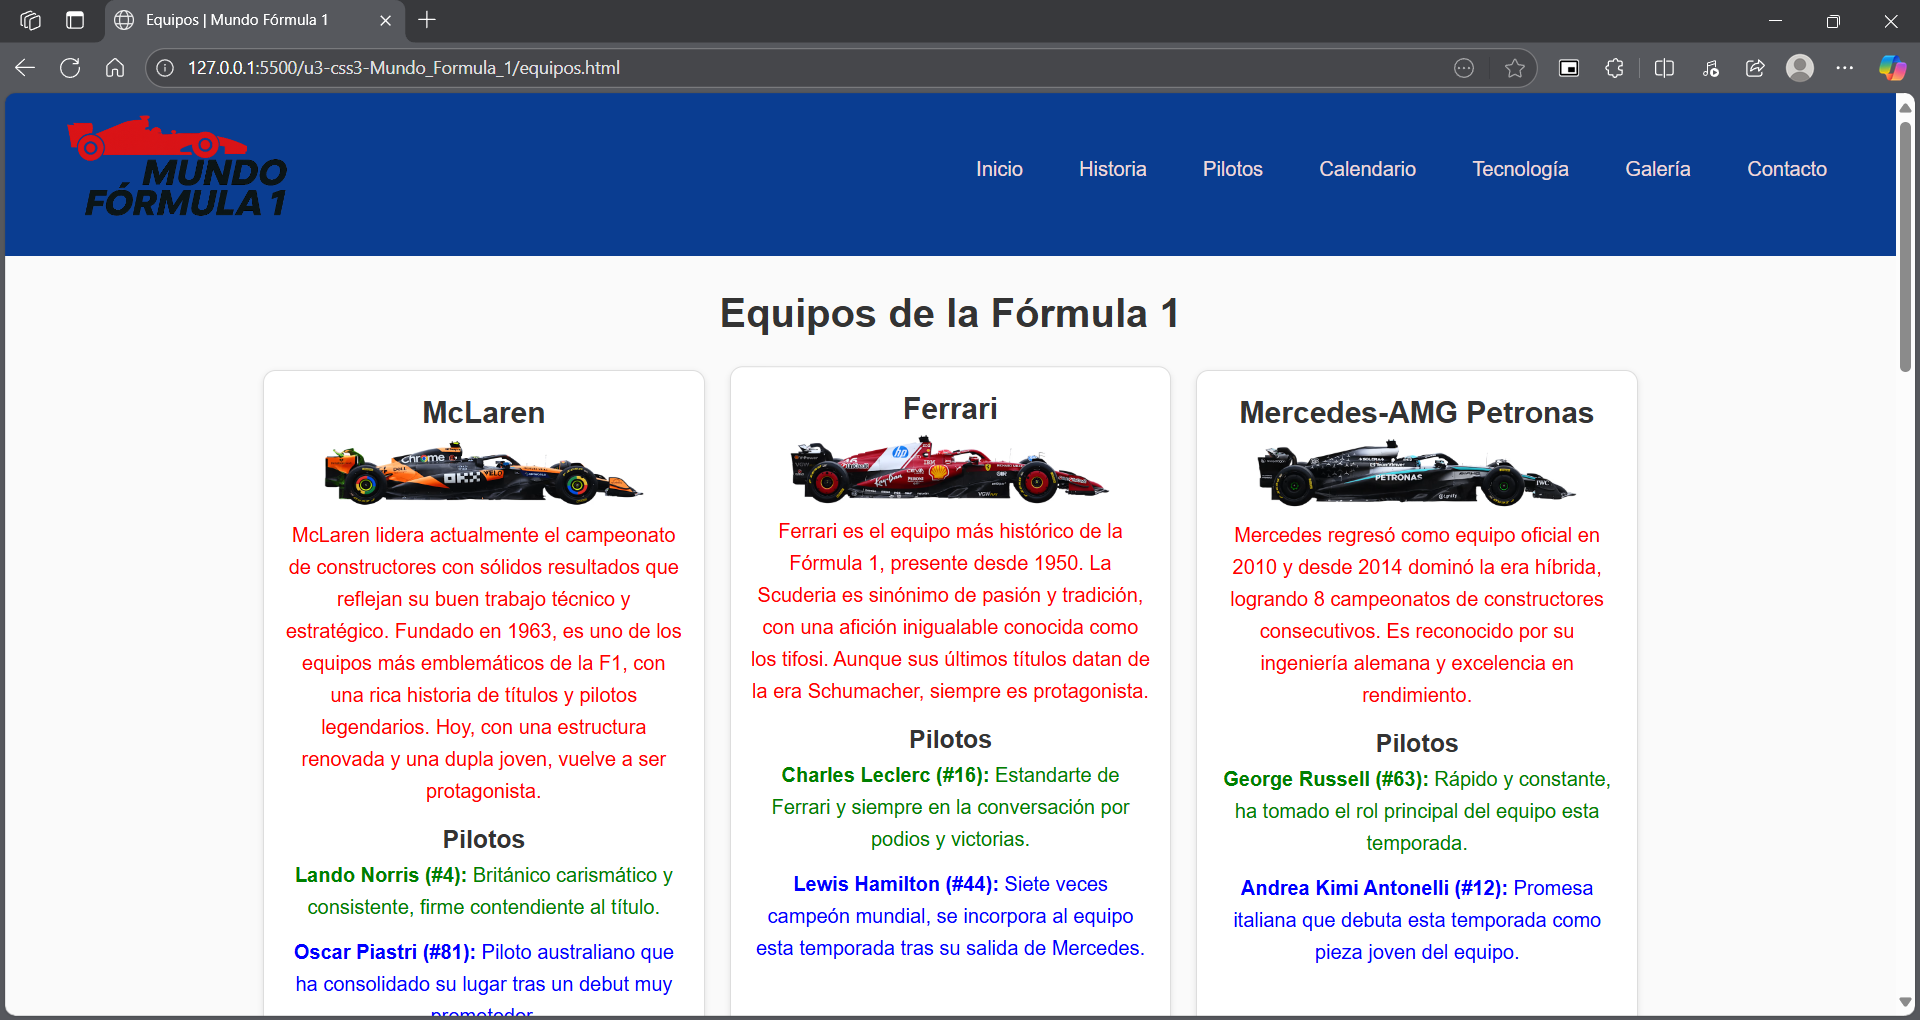 Equipos | Mundo Fórmula 1
127.0.0.1:5500/u3-css3-Mundo_Formula_1/equipos.html
MUNDO
FÓRMULA 1
Inicio
Historia
Pilotos
Calendario
Tecnología
Galería
Contacto
Equipos de la Fórmula 1
McLaren
Chrome
OKX
VELO
McLaren lidera actualmente el campeonato
de constructores con sólidos resultados que
reflejan su buen trabajo técnico y
estratégico. Fundado en 1963, es uno de los
equipos más emblemáticos de la F1, con
una rica historia de títulos y pilotos
legendarios. Hoy, con una estructura
renovada y una dupla joven, vuelve a ser
protagonista.
Pilotos
Lando Norris (#4): Británico carismático y
consistente, firme contendiente al título.
Oscar Piastri (#81): Piloto australiano que
ha consolidado su lugar tras un debut muy
prometedor.
Ferrari
hp
Ferrari es el equipo más histórico de la
Fórmula 1, presente desde 1950. La
Scuderia es sinónimo de pasión y tradición,
con una afición inigualable conocida como
los tifosi. Aunque sus últimos títulos datan de
la era Schumacher, siempre es protagonista.
Pilotos
Charles Leclerc (#16): Estandarte de
Ferrari y siempre en la conversación por
podios y victorias.
Lewis Hamilton (#44): Siete veces
campeón mundial, se incorpora al equipo
esta temporada tras su salida de Mercedes.
Mercedes-AMG Petronas
PETRONAS
IWC
Mercedes regresó como equipo oficial en
2010 y desde 2014 dominó la era híbrida,
logrando 8 campeonatos de constructores
consecutivos. Es reconocido por su
ingeniería alemana y excelencia en
rendimiento.
Pilotos
George Russell (#63): Rápido y constante,
ha tomado el rol principal del equipo esta
temporada.
Andrea Kimi Antonelli (#12): Promesa
italiana que debuta esta temporada como
pieza joven del equipo.